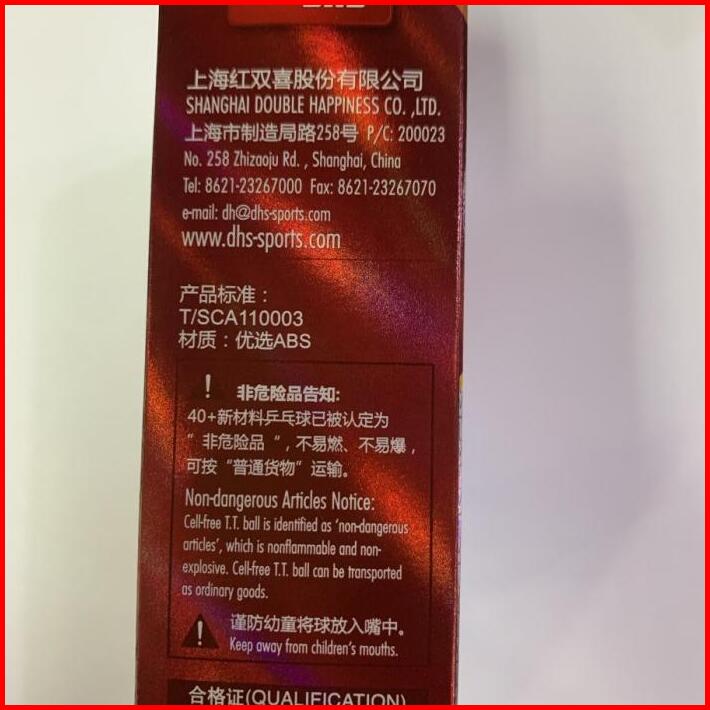 上海红双喜股份有限公司
SHANGHAI DOUBLE HAPPINESS CO. ,LTD.
上海市制造局路258号 P/C: 200023
No. 258 Zhizaoju Rd. , Shanghai, China
Tel: 8621-23267000 Fax: 8621-23267070
e-mail: dh@dhs-sports.com
www.dhs-sports.com
产品标准：
T/SCA110003
材质：优选ABS
! 非危险品告知:
40+新材料乒乓球已被认定为
"非危险品"，不易燃、不易爆，
可按"普通货物"运输。
Non-dangerous Articles Notice:
Cell-free T.T. ball is identified as 'non-dangerous
articles', which is nonflammable and non-
explosive. Cell-free T.T. ball can be transported
as ordinary goods.
! 谨防幼童将球放入嘴中。
Keep away from children's mouths.
合格证(QUALIFICATION)